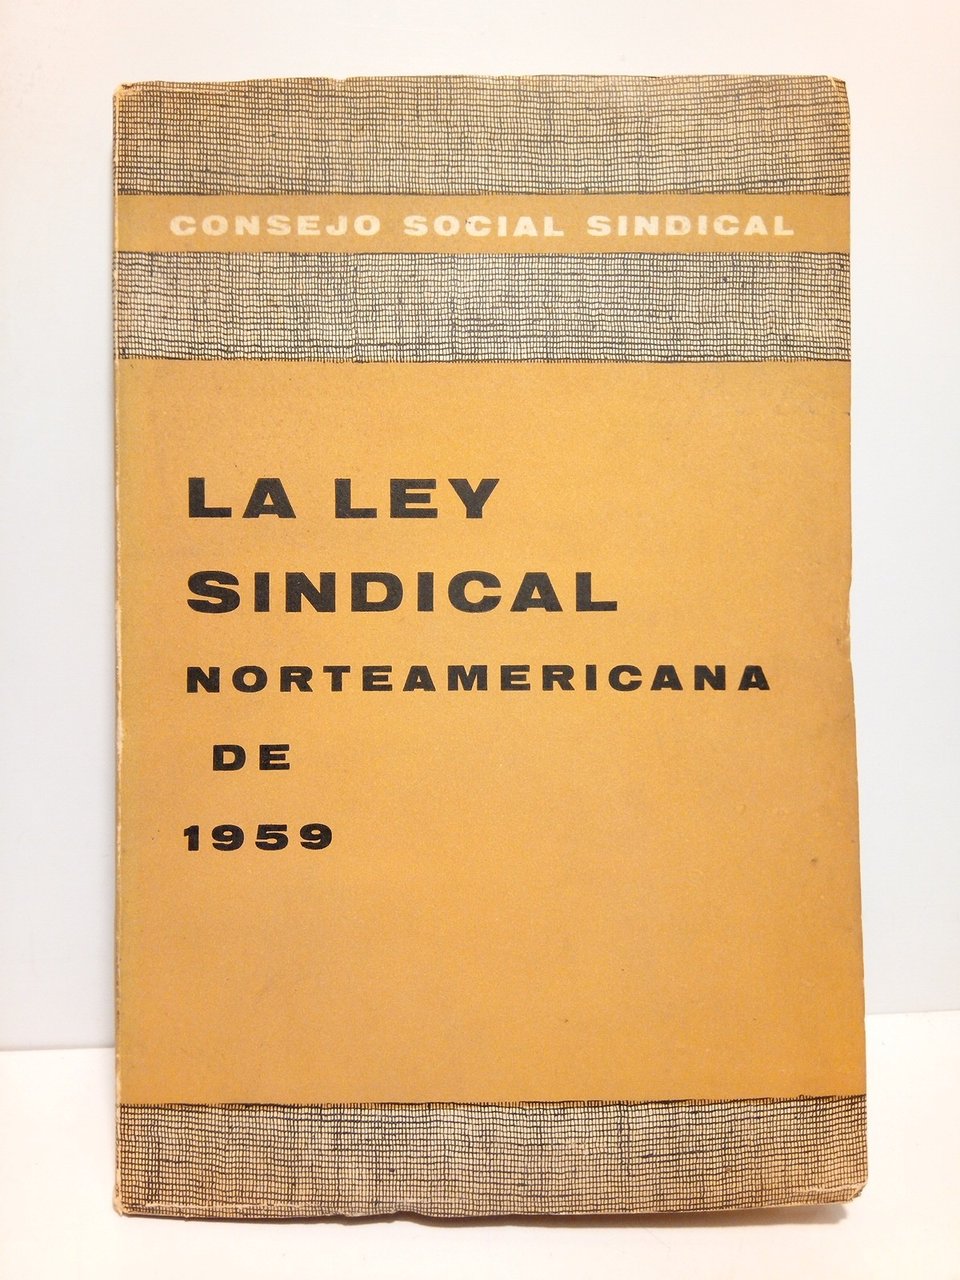 CONSEJO SOCIAL SINDICAL
LA LEY
SINDICAL
NORTEAMERICANA
DE
1959